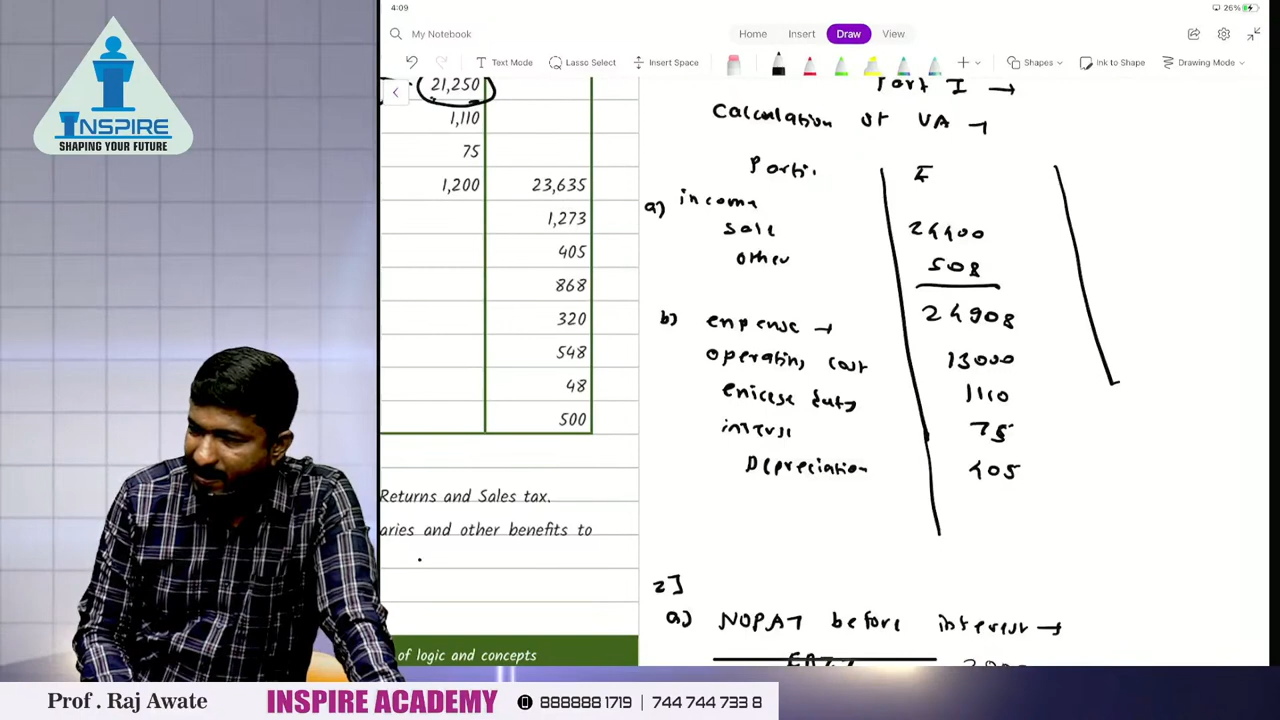 INSPIRE
SHAPING YOUR FUTURE
4:09
26%
My Notebook
Home Insert Draw View
Text Mode Lasso Select Insert Space Shapes Ink to Shape Drawing Mode
21,250
1,110
75
1,200 23,635
1,273
405
868
320
548
48
500
Returns and Sales tax.
aries and other benefits to
.
of logic and concepts
Part I →
Calculation of VA
Parti. ₹
a) income
sale 24400
other 508
24908
b) expense →
operating cost 13000
excise duty 1110
interest 75
Depreciation 405
2]
a) NOPAT before interest →
Prof. Raj Awate INSPIRE ACADEMY 888888 1719 | 744 744 733 8